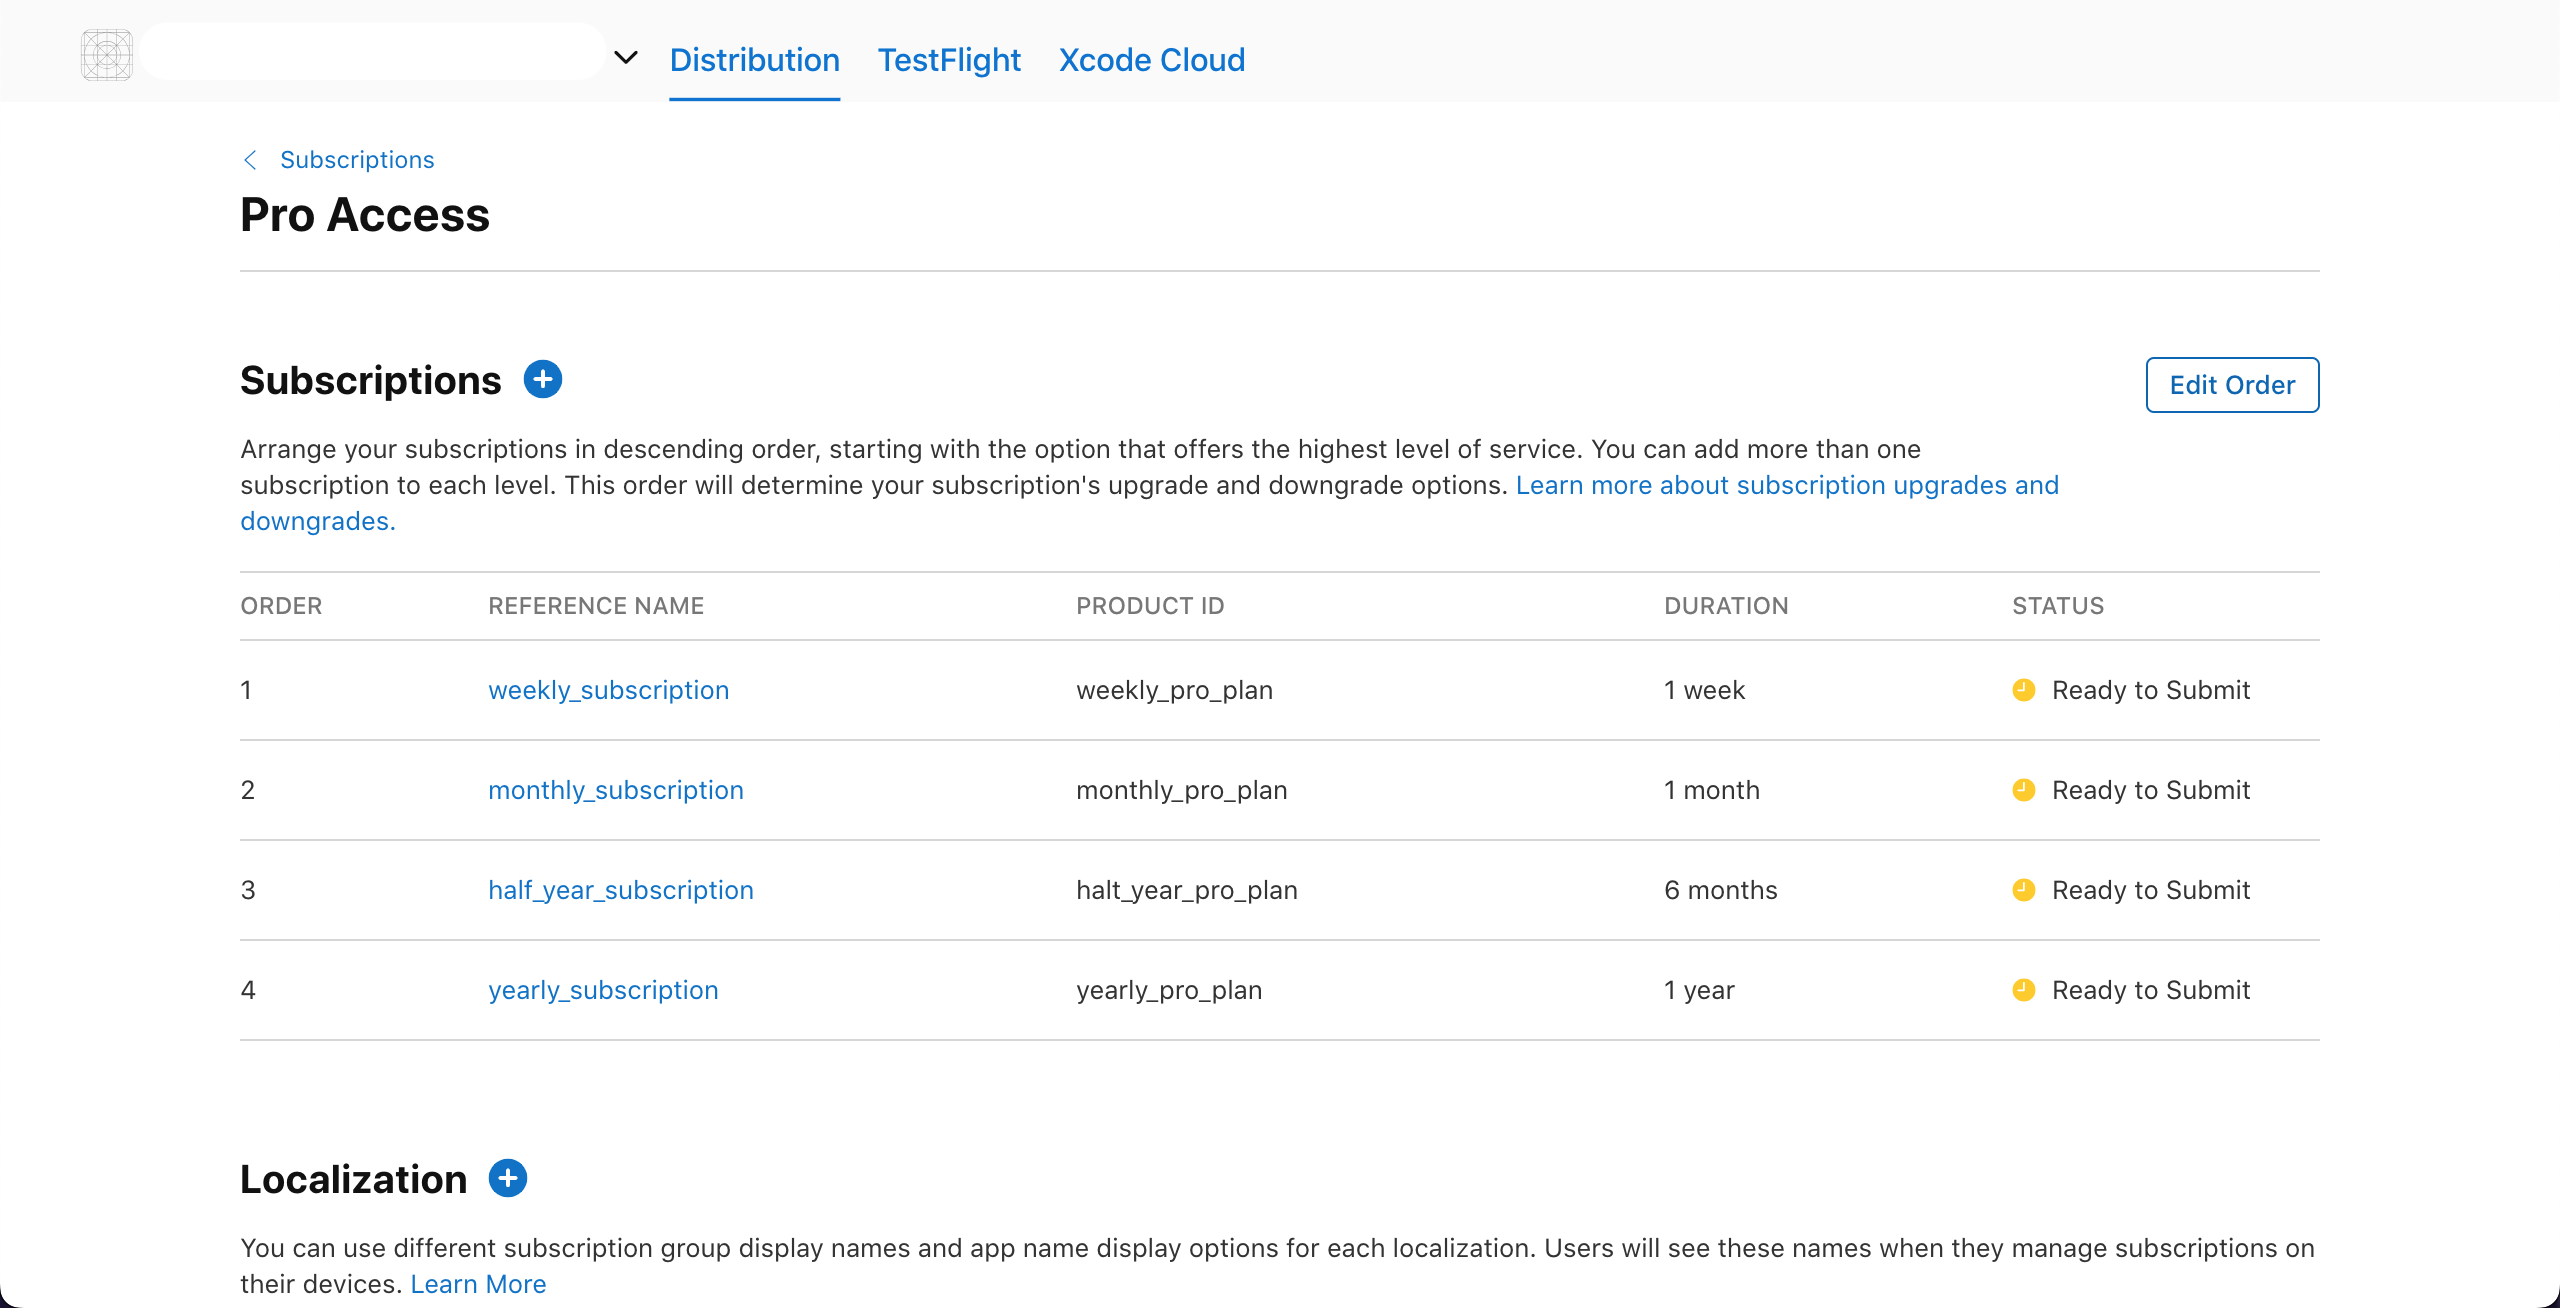 Distribution TestFlight Xcode Cloud
Subscriptions
Pro Access
Subscriptions
Edit Order
Arrange your subscriptions in descending order, starting with the option that offers the highest level of service. You can add more than one
subscription to each level. This order will determine your subscription's upgrade and downgrade options. Learn more about subscription upgrades and
downgrades.
ORDER REFERENCE NAME PRODUCT ID DURATION STATUS
1 weekly_subscription weekly_pro_plan 1 week Ready to Submit
2 monthly_subscription monthly_pro_plan 1 month Ready to Submit
3 half_year_subscription halt_year_pro_plan 6 months Ready to Submit
4 yearly_subscription yearly_pro_plan 1 year Ready to Submit
Localization
You can use different subscription group display names and app name display options for each localization. Users will see these names when they manage subscriptions on
their devices. Learn More